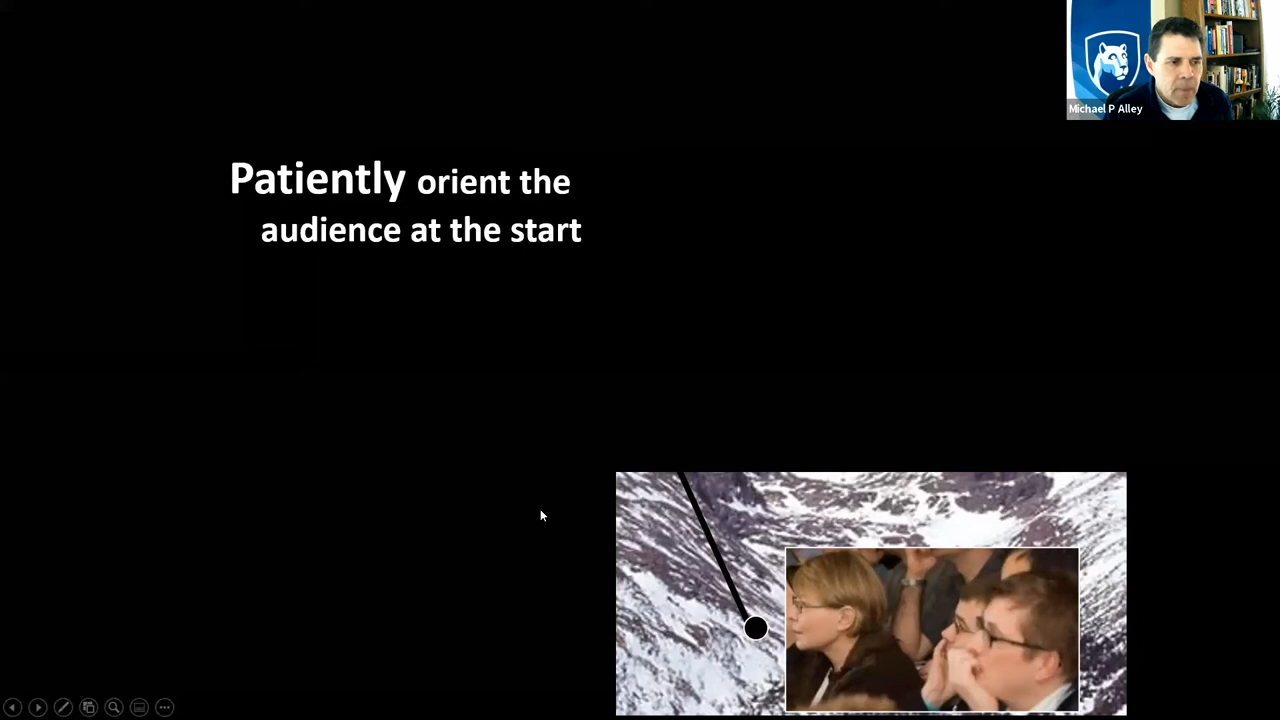 Michael P Alley
Patiently orient the
audience at the start